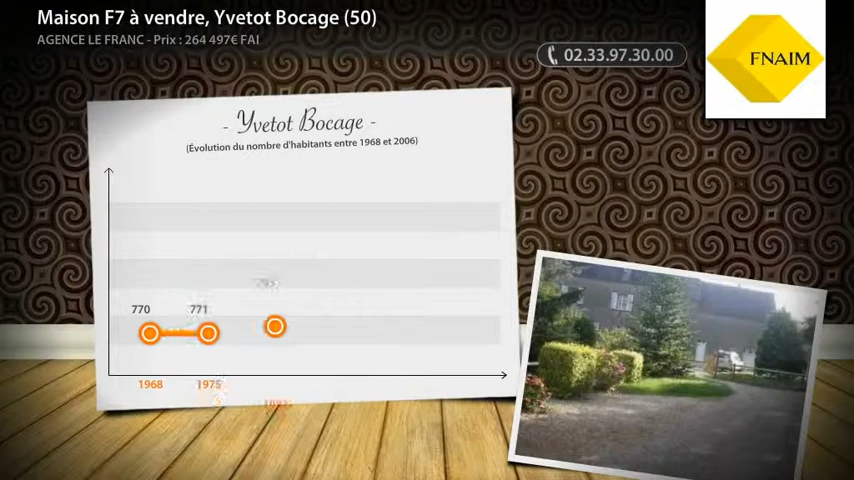 Maison F7 à vendre, Yvetot Bocage (50)
AGENCE LE FRANC - Prix : 264 497€ FAI
02.33.97.30.00
FNAIM
- Yvetot Bocage -
(Évolution du nombre d'habitants entre 1968 et 2006)
770
771
1968
1975